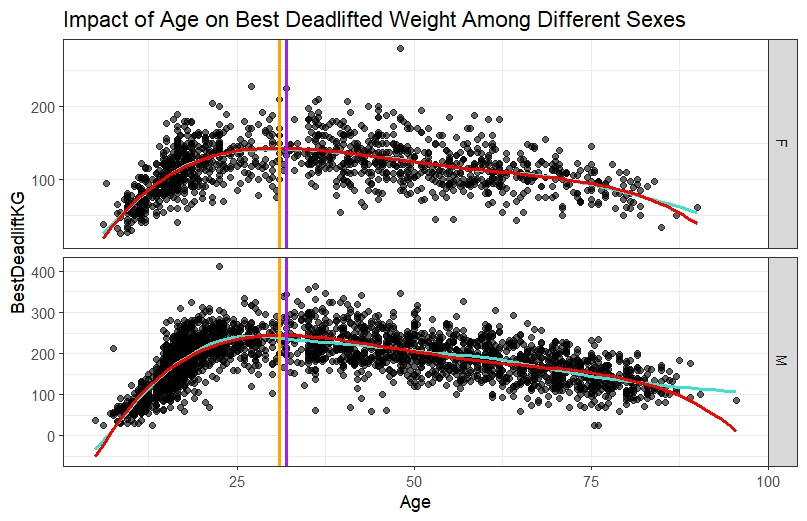 Impact of Age on Best Deadlifted Weight Among Different Sexes
BestDeadliftKG
200
100
F
400
300
200
100
0
M
25
50
75
100
Age